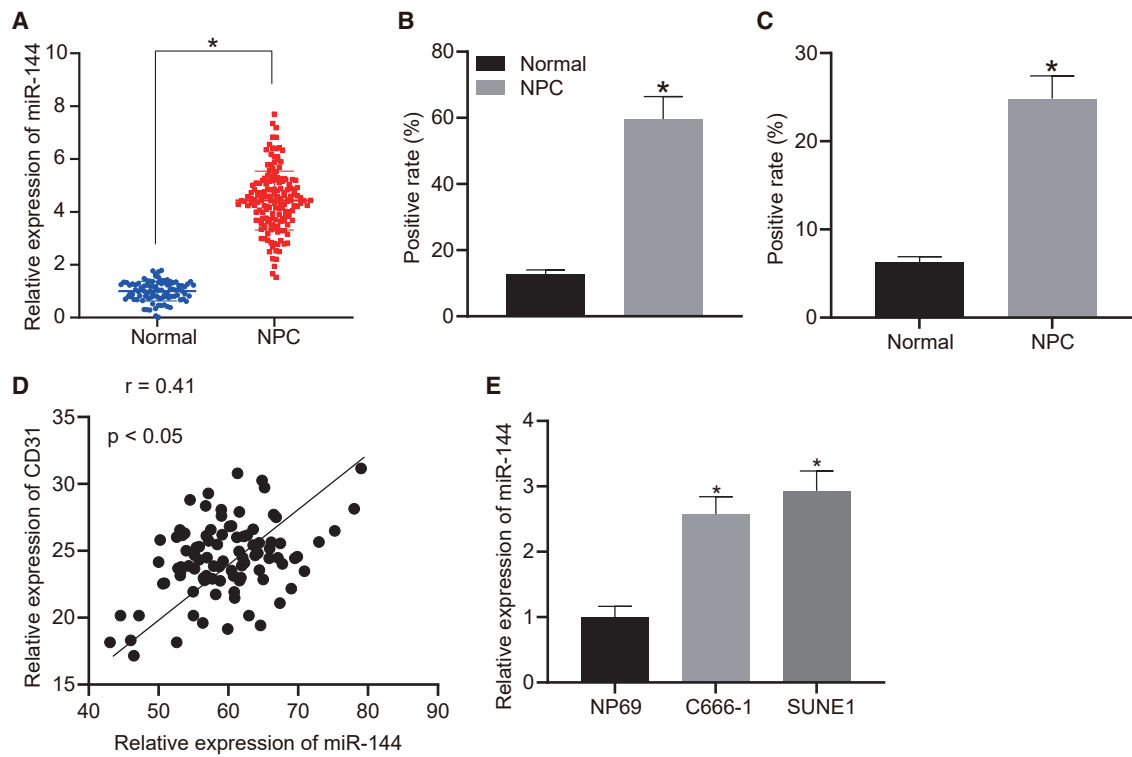 A
Relative expression of miR-144
10
8
6
4
2
0
*
Normal
NPC
B
Positive rate (%)
80
60
40
20
0
Normal
NPC
*
C
Positive rate (%)
30
20
10
0
*
Normal
NPC
D
r = 0.41
p < 0.05
Relative expression of CD31
35
30
25
20
15
40 50 60 70 80 90
Relative expression of miR-144
E
Relative expression of miR-144
4
3
2
1
0
*
*
NP69
C666-1
SUNE1